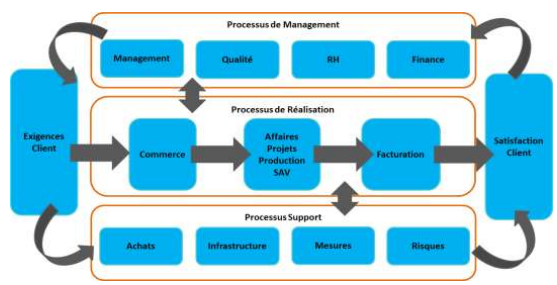 Processus de Management
Management
Qualité
RH
Finance
Processus de Réalisation
Exigences
Client
Commerce
Affaires
Projets
Production
SAV
Facturation
Satisfaction
Client
Processus Support
Achats
Infrastructure
Mesures
Risques